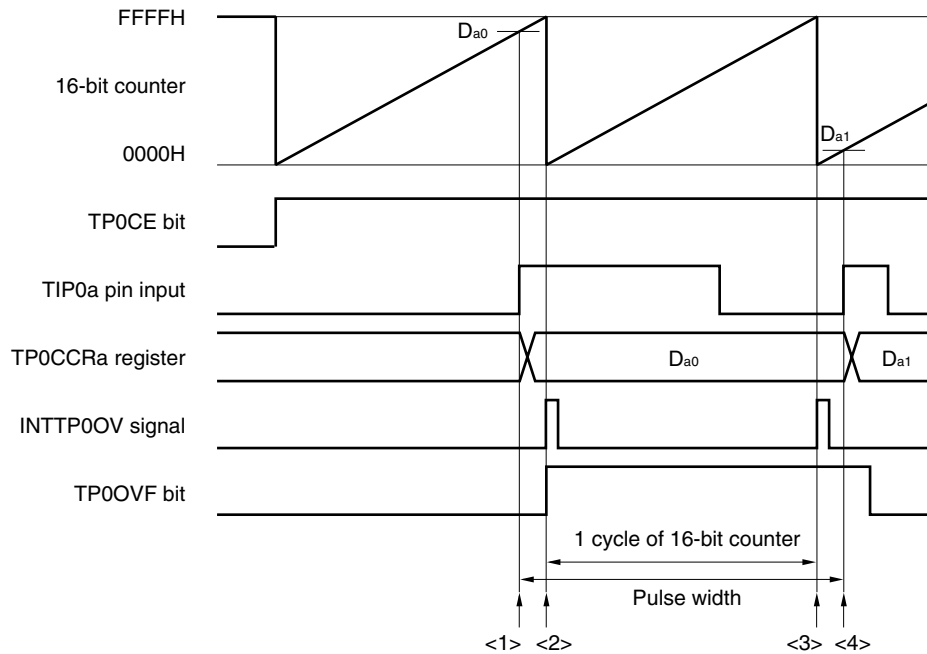 FFFFH
Da0
16-bit counter
Da1
0000H
TP0CE bit
TIP0a pin input
TP0CCRa register
Da0
Da1
INTTP0OV signal
TP0OVF bit
1 cycle of 16-bit counter
Pulse width
<1> <2> <3> <4>